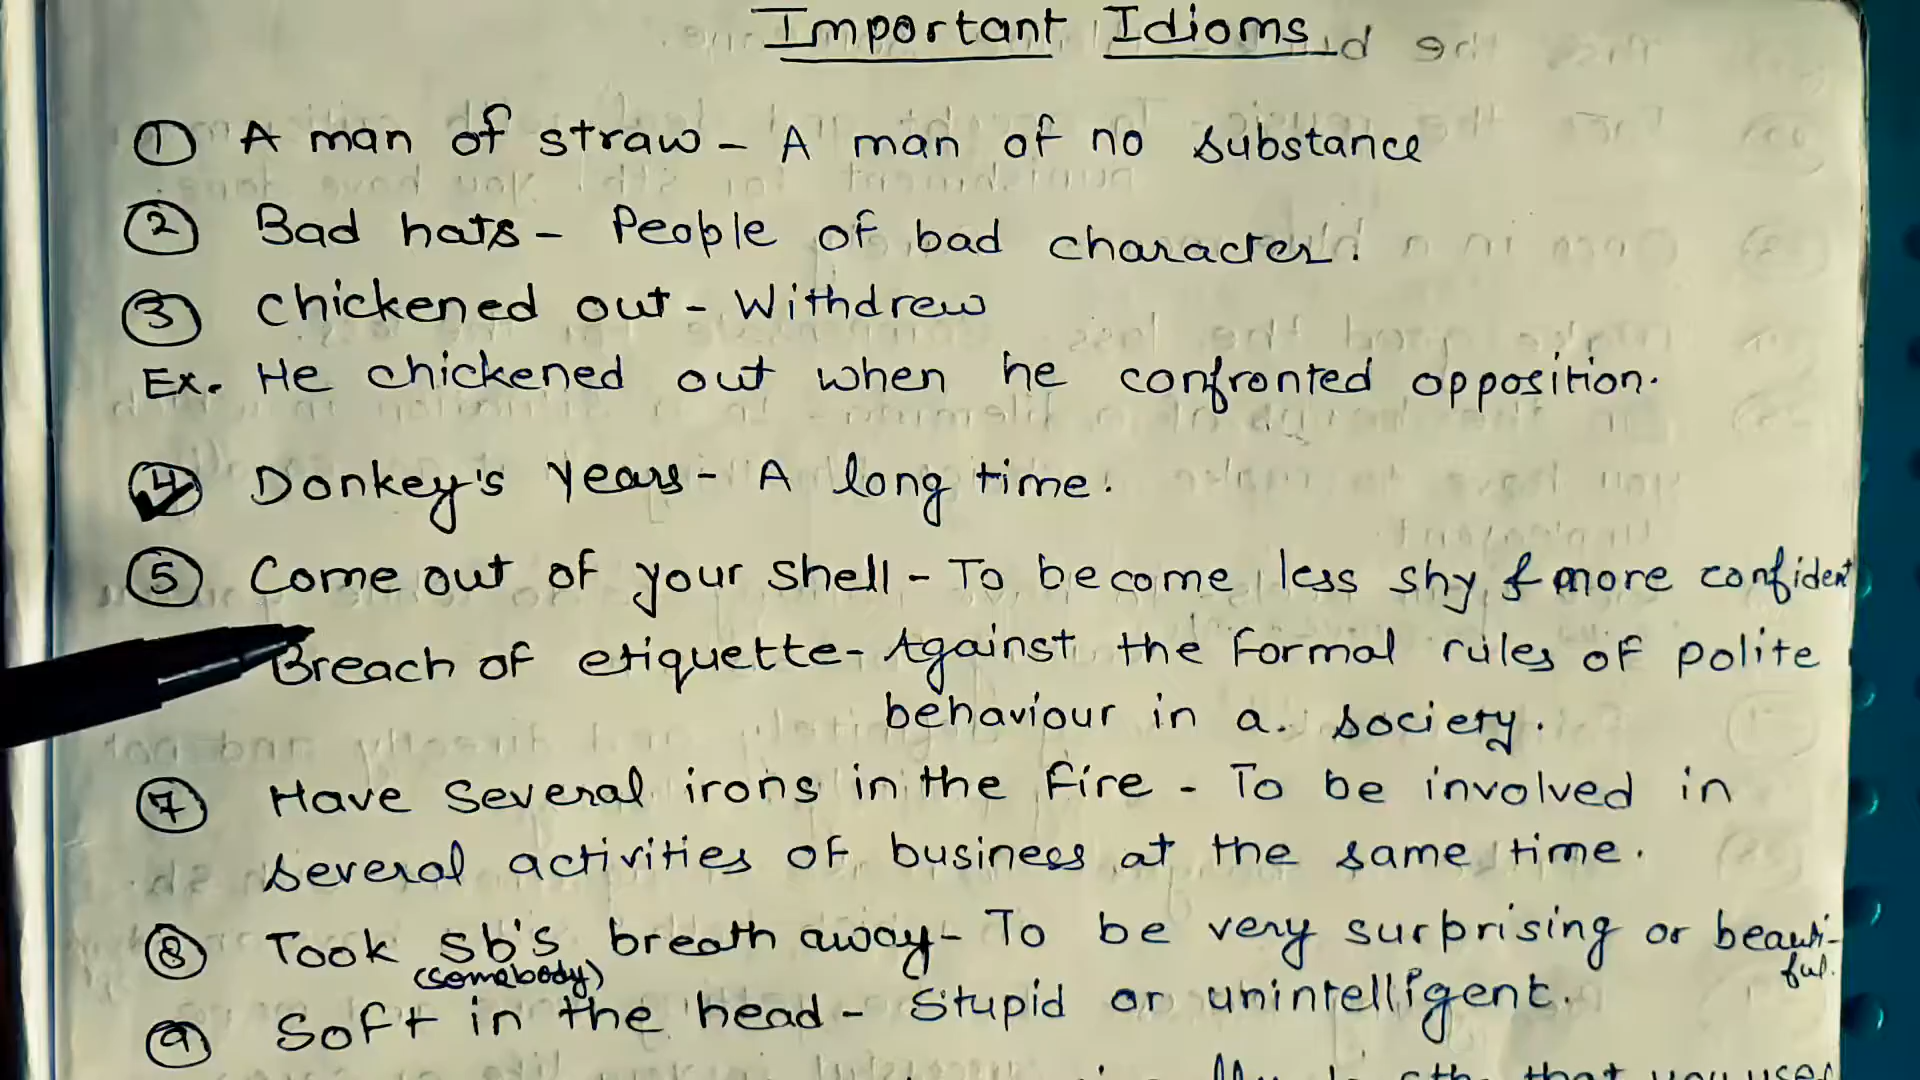 Important Idioms
① A man of straw - A man of no substance
② Bad hats - People of bad character.
③ Chickened out - Withdrew
Ex. He chickened out when he confronted opposition.
④ Donkey's years - A long time.
⑤ Come out of your shell - To become less shy & more confident
Breach of etiquette - Against the formal rules of polite
behaviour in a society.
⑦ Have several irons in the fire - To be involved in
several activities of business at the same time.
⑧ Took sb's breath away - To be very surprising or beauti-
(somebody)
ful.
⑨ Soft in the head - Stupid or unintelligent.
that you used